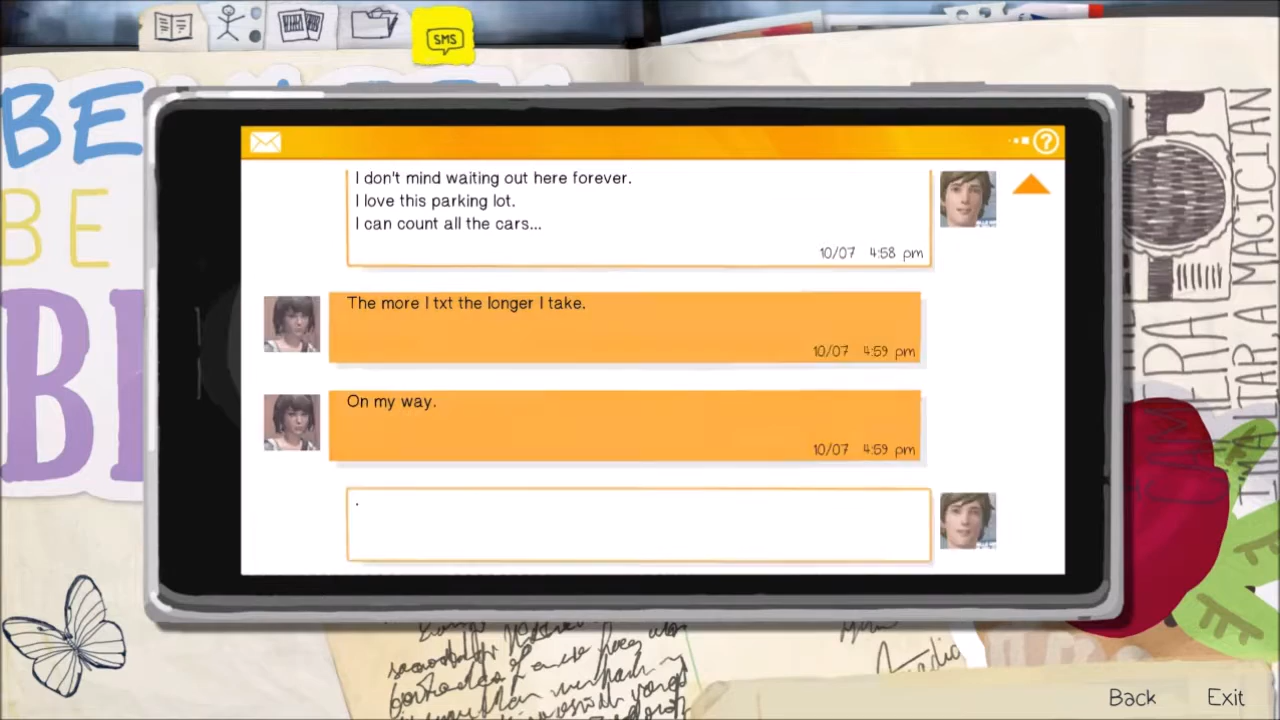 SMS
I don't mind waiting out here forever.
I love this parking lot.
I can count all the cars...
10/07 4:58 pm
The more I txt the longer I take.
10/07 4:59 pm
On my way.
10/07 4:59 pm
.
BE
BE
Back
Exit
MAGICIAN